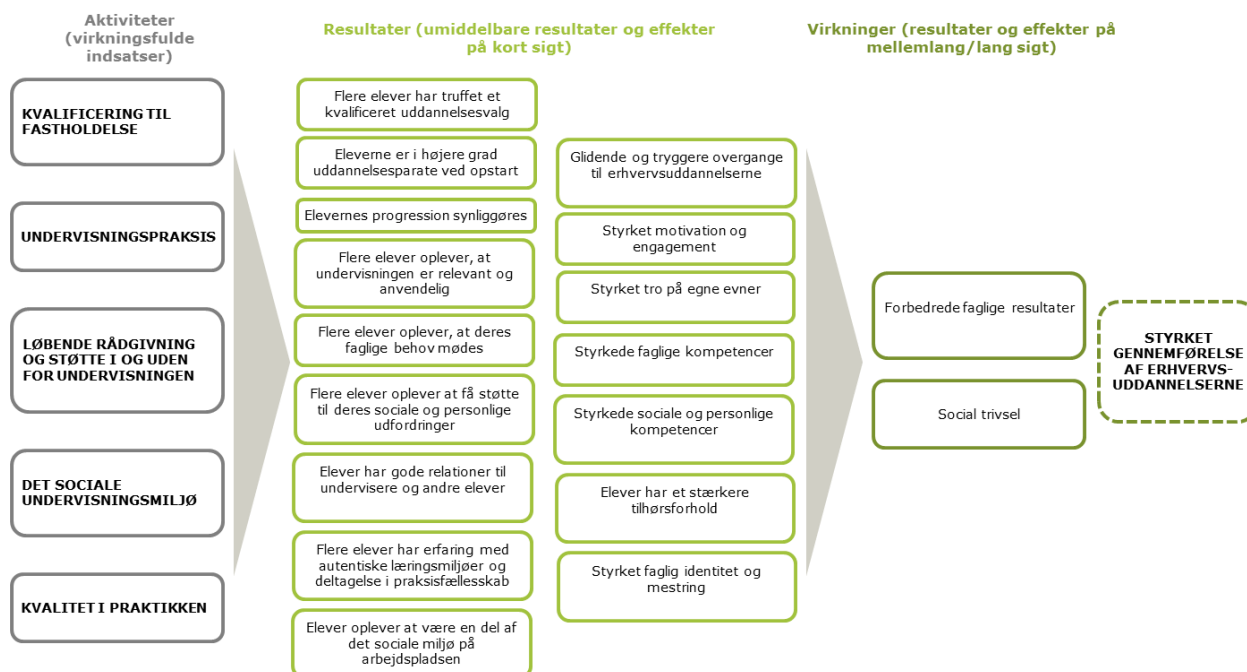 Aktiviteter
(virkningsfulde
indsatser)
KVALIFICERING TIL
FASTHOLDELSE
UNDERVISNINGSPRAKSIS
LØBENDE RÅDGIVNING
OG STØTTE I OG UDEN
FOR UNDERVISNINGEN
DET SOCIALE
UNDERVISNINGSMILJØ
KVALITET I PRAKTIKKEN
Resultater (umiddelbare resultater og effekter
på kort sigt)
Flere elever har truffet et
kvalificeret uddannelsesvalg
Eleverne er i højere grad
uddannelsesparate ved opstart
Elevernes progression synliggøres
Flere elever oplever, at
undervisningen er relevant og
anvendelig
Flere elever oplever, at deres
faglige behov mødes
Flere elever oplever at få støtte
til deres sociale og personlige
udfordringer
Elever har gode relationer til
undervisere og andre elever
Flere elever har erfaring med
autentiske læringsmiljøer og
deltagelse i praksisfællesskab
Elever oplever at være en del af
det sociale miljø på
arbejdspladsen
Glidende og tryggere overgange
til erhvervsuddannelserne
Styrket motivation og
engagement
Styrket tro på egne evner
Styrkede faglige kompetencer
Styrkede sociale og personlige
kompetencer
Elever har et stærkere
tilhørsforhold
Styrket faglig identitet og
mestring
Virkninger (resultater og effekter på
mellemlang/lang sigt)
Forbedrede faglige resultater
Social trivsel
STYRKET
GENNEMFØRELSE
AF ERHVERVS-
UDDANNELSERNE